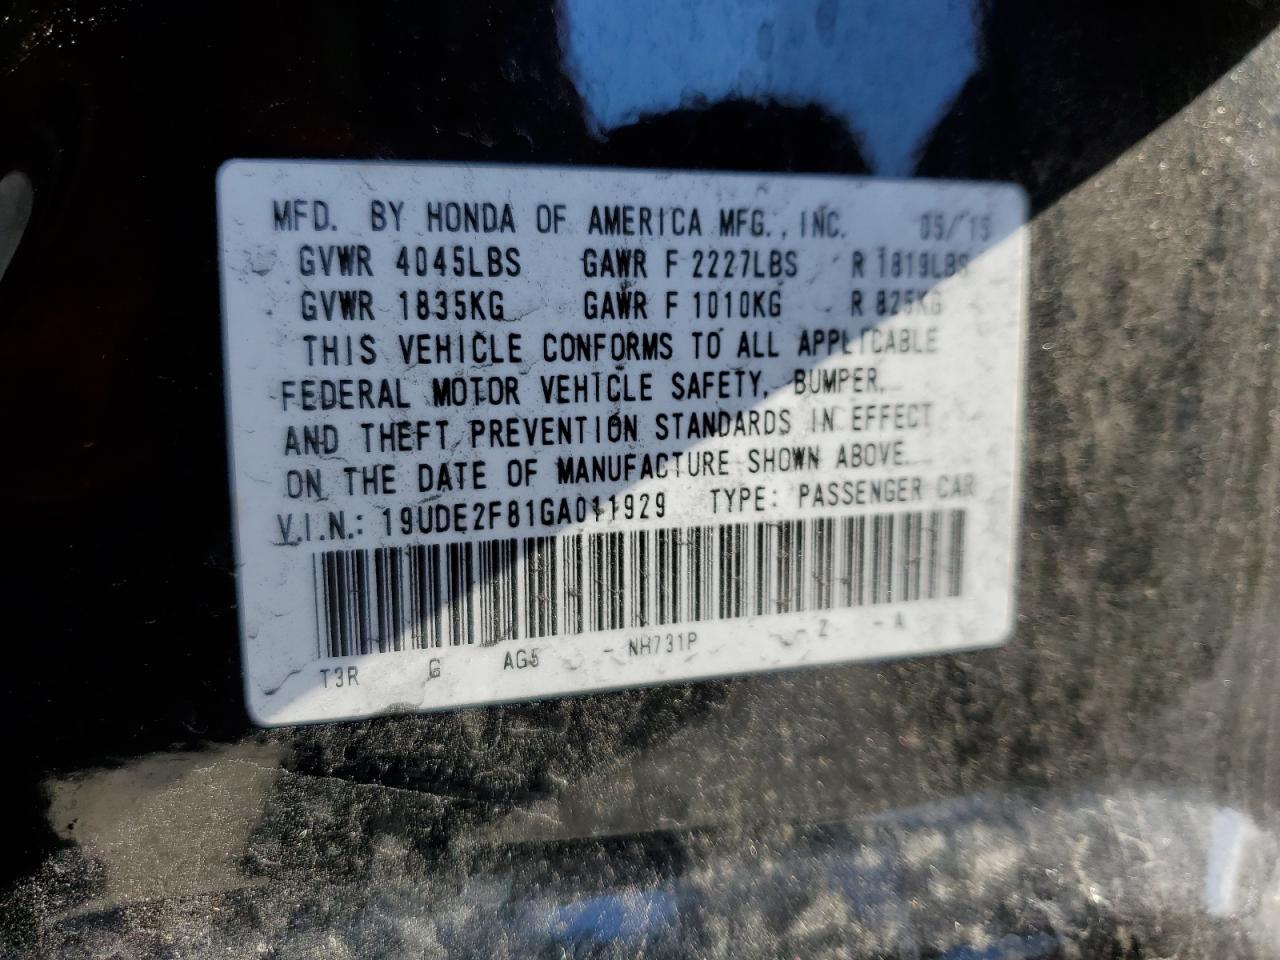 MFD. BY HONDA OF AMERICA MFG., INC. 05/15
GVWR 4045LBS GAWR F 2227LBS R 1819LBS
GVWR 1835KG GAWR F 1010KG R 825KG
THIS VEHICLE CONFORMS TO ALL APPLICABLE
FEDERAL MOTOR VEHICLE SAFETY, BUMPER,
AND THEFT PREVENTION STANDARDS IN EFFECT
ON THE DATE OF MANUFACTURE SHOWN ABOVE.
V.I.N.: 19UDE2F81GA011929 TYPE: PASSENGER CAR
T3R G AG5 - NH731P - Z - A